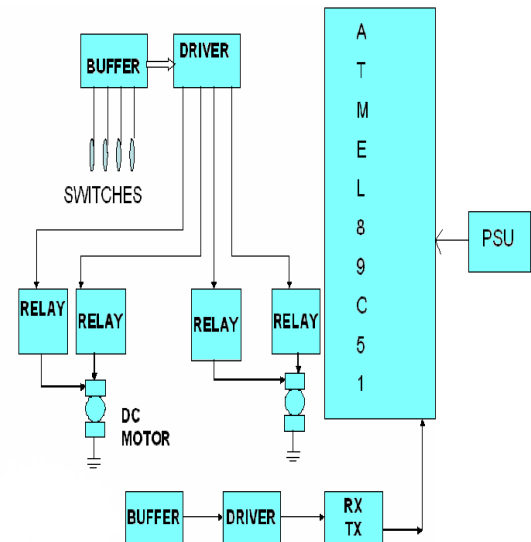 BUFFER
DRIVER
SWITCHES
A
T
M
E
L
8
9
C
5
1
PSU
RELAY
RELAY
RELAY
RELAY
DC
MOTOR
BUFFER
DRIVER
RX
TX